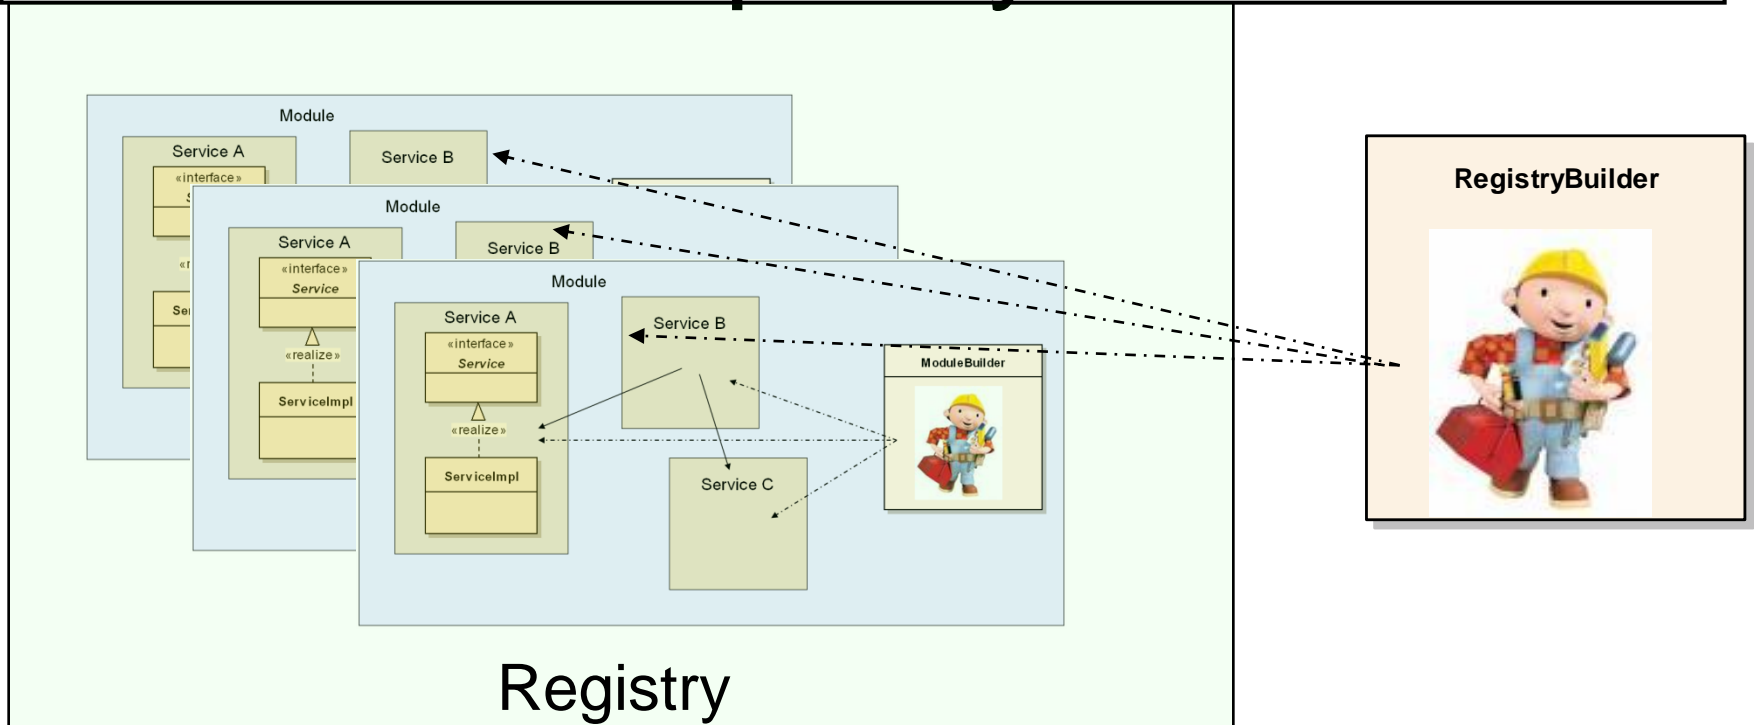 Module
Service A
Service B
«interface»
Module
Service A
Service B
«interface»
Service
«realize»
ServiceImpl
Module
Service A
Service B
«interface»
Service
«realize»
ServiceImpl
Service C
ModuleBuilder
RegistryBuilder
Registry